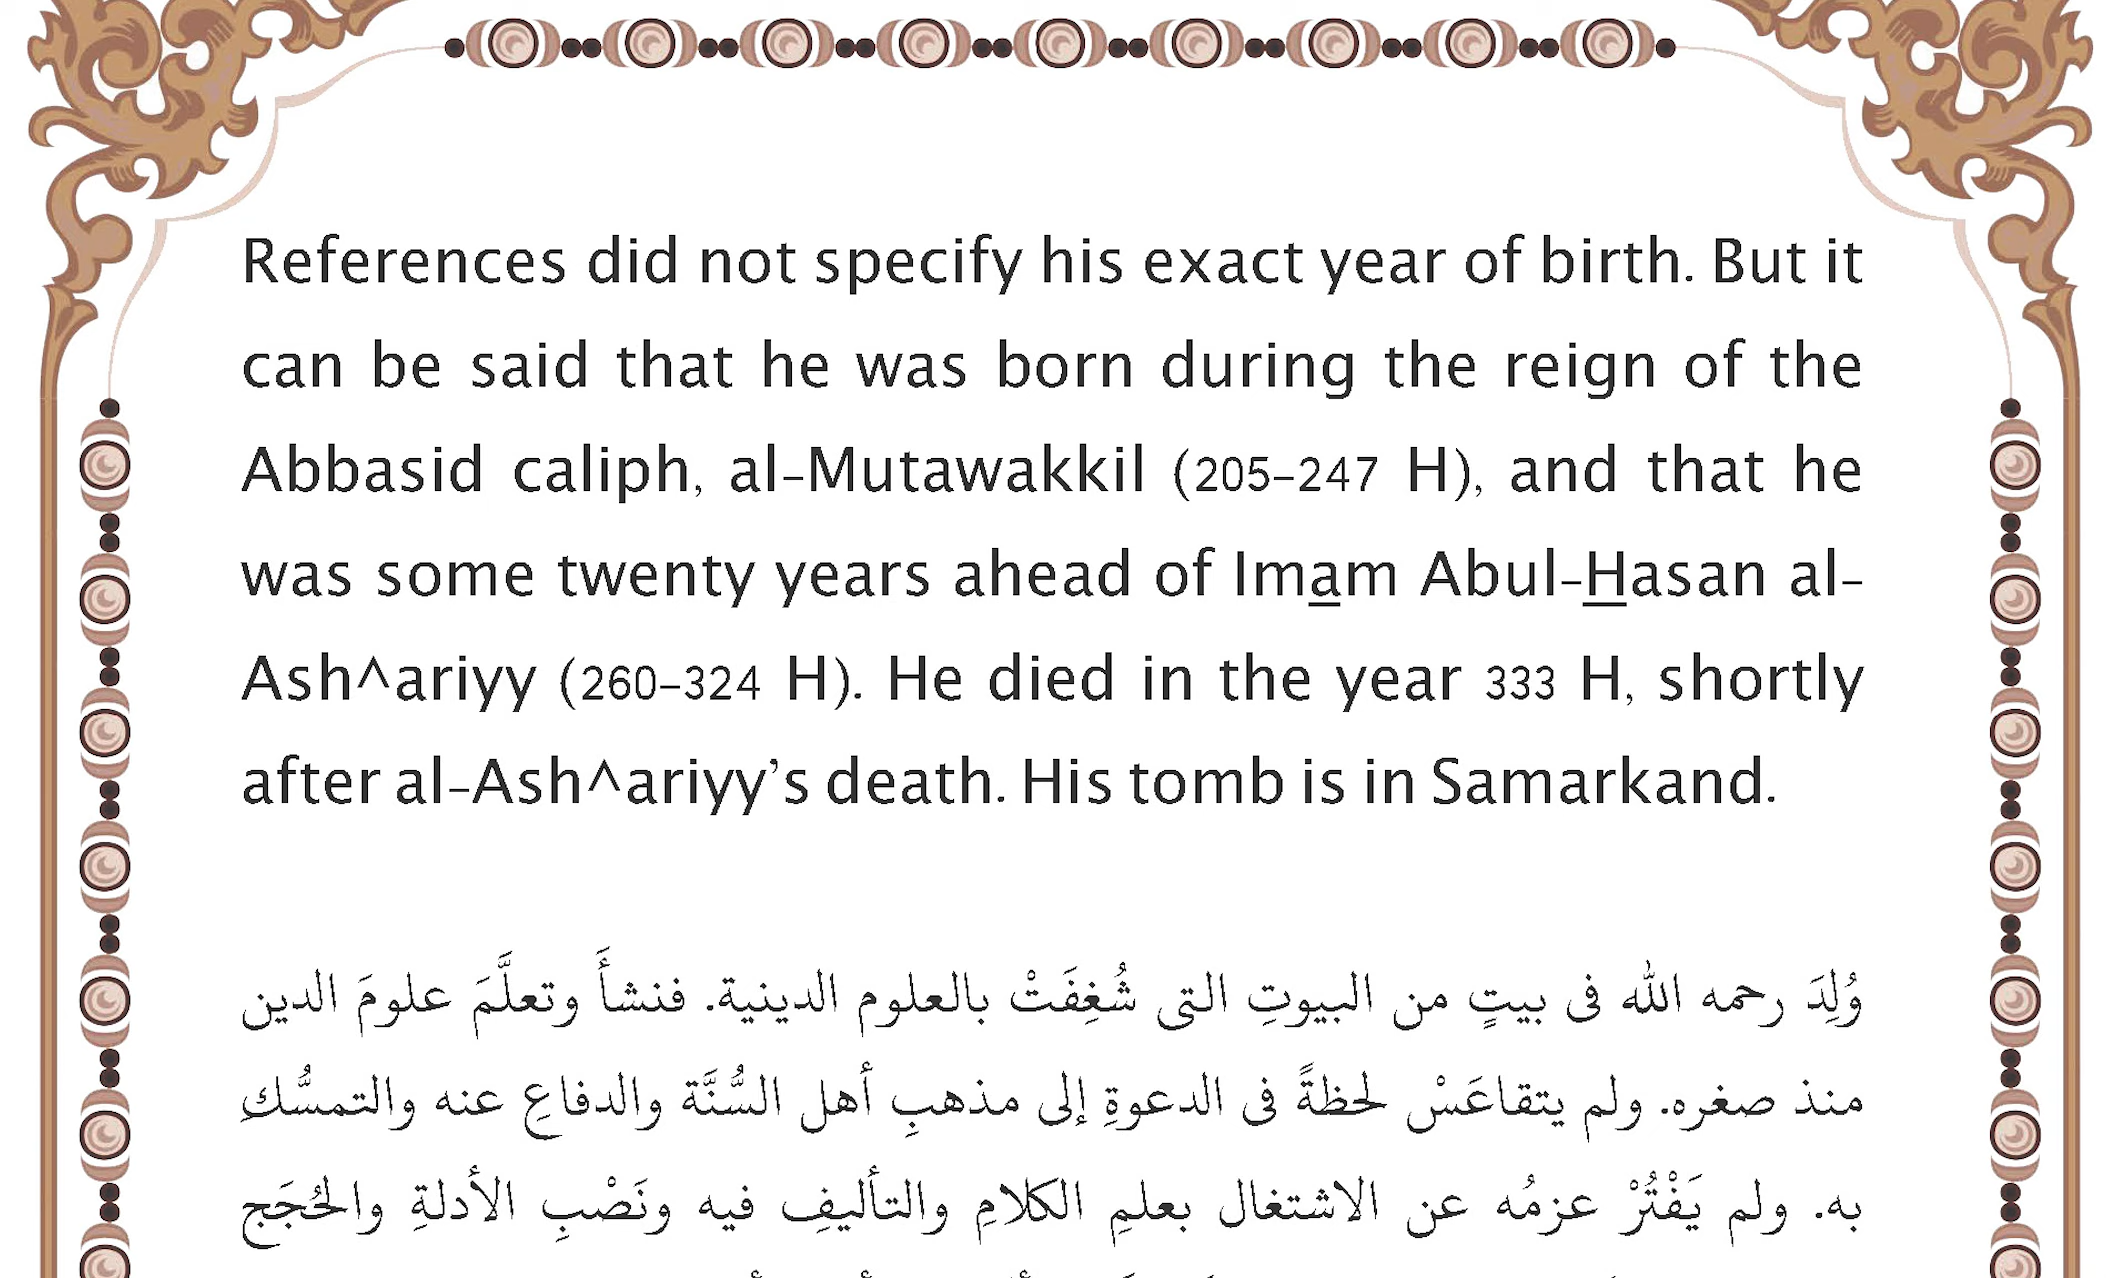 References did not specify his exact year of birth. But it
can be said that he was born during the reign of the
Abbasid caliph, al-Mutawakkil (205-247 H), and that he
was some twenty years ahead of Imam Abul-Hasan al-
Ash^ariyy (260-324 H). He died in the year 333 H, shortly
after al-Ash^ariyy’s death. His tomb is in Samarkand.
وُلِدَ رحمه الله فى بيتٍ من البيوتِ التى شُغِفَتْ بالعلوم الدينية. فنشأَ وتعلَّمَ علومَ الدين
منذ صغره. ولم يتقاعَسْ لحظةً فى الدعوةِ إلى مذهبِ أهل السُّنَّة والدفاعِ عنه والتمسُّكِ
به. ولم يَفْتُرْ عزمُه عن الاشتغال بعلمِ الكلامِ والتأليفِ فيه ونَصْبِ الأدلةِ والحُجَج